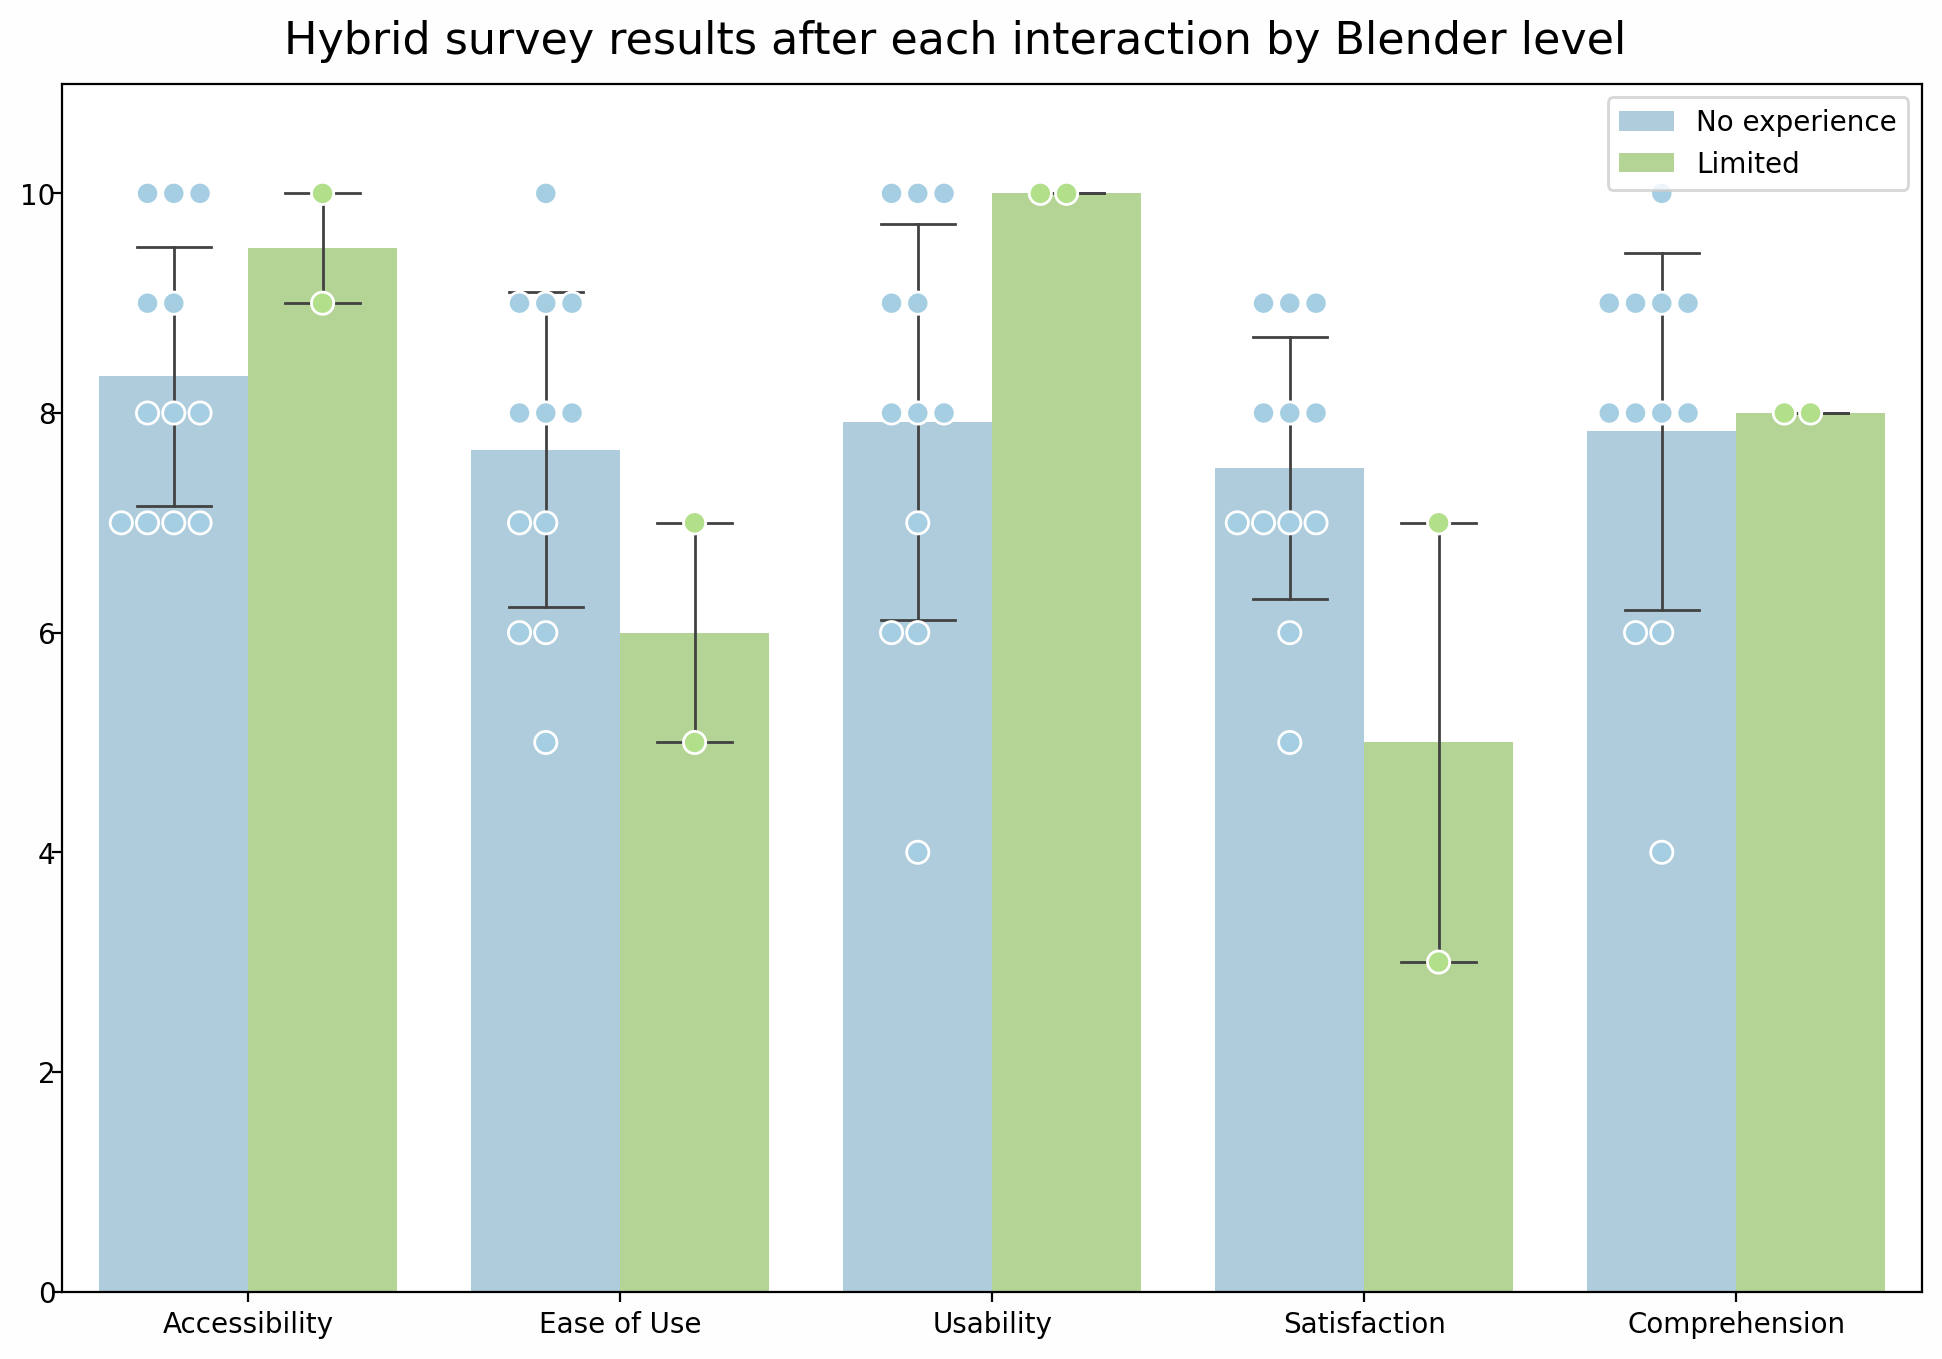 Hybrid survey results after each interaction by Blender level
No experience
Limited
10
8
6
4
2
0
Accessibility
Ease of Use
Usability
Satisfaction
Comprehension